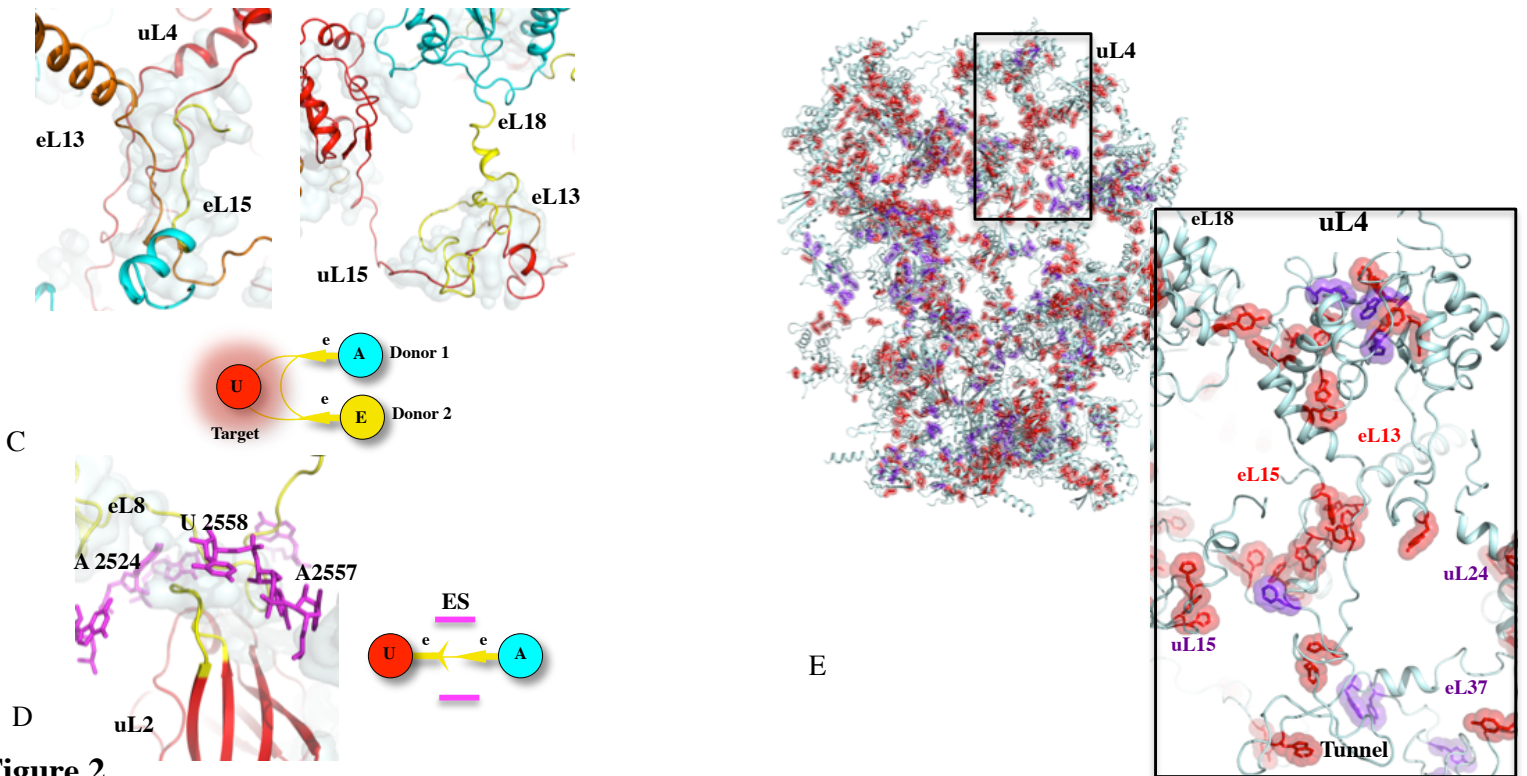 uL4
eL13
eL15
eL18
eL13
uL15
e
A
Donor 1
U
e
E
Donor 2
Target
C
eL8
U 2558
A 2524
A2557
uL2
D
ES
U
e
e
A
uL4
E
eL18
uL4
eL13
eL15
uL24
uL15
eL37
Tunnel
Figure 2